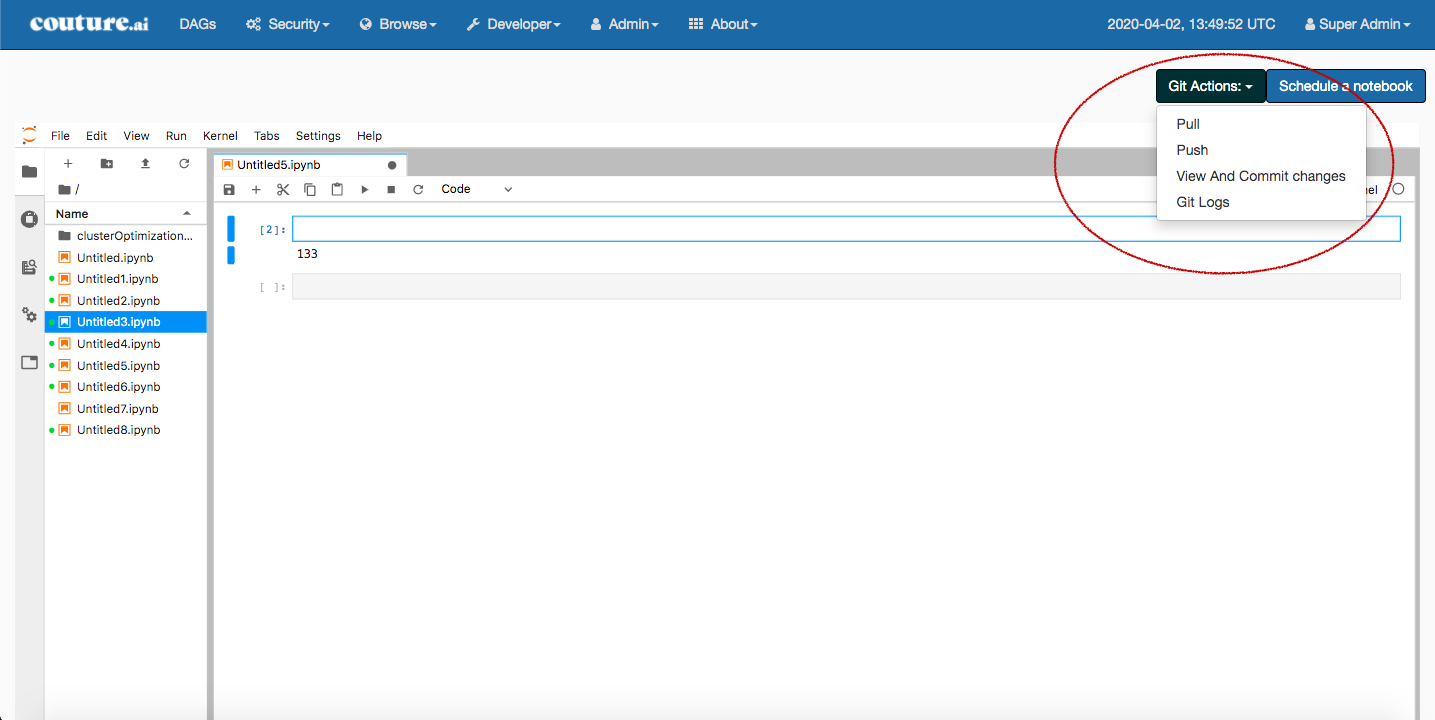 couture.ai DAGs Security Browse Developer Admin About 2020-04-02, 13:49:52 UTC Super Admin
Git Actions: Schedule a notebook
Pull
Push
View And Commit changes
Git Logs
File Edit View Run Kernel Tabs Settings Help
Untitled5.ipynb
/
Code
Name
clusterOptimization...
Untitled.ipynb
Untitled1.ipynb
Untitled2.ipynb
Untitled3.ipynb
Untitled4.ipynb
Untitled5.ipynb
Untitled6.ipynb
Untitled7.ipynb
Untitled8.ipynb
[2]:
133
[ ]: